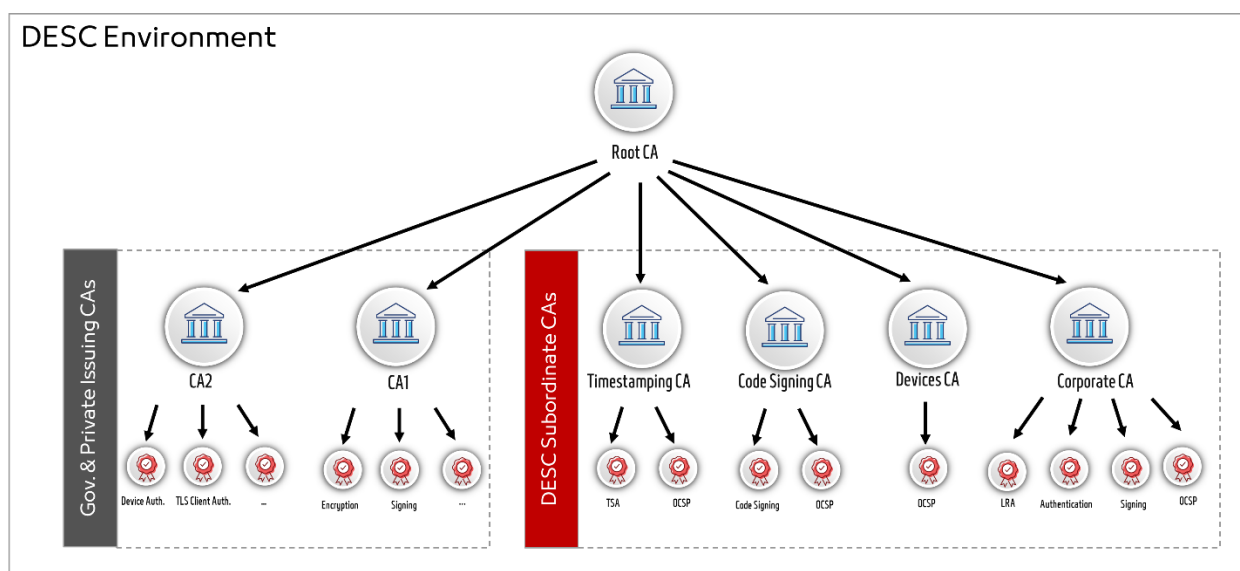 DESC Environment
Root CA
Gov. & Private Issuing CAs
CA2
CA1
Device Auth.
TLS Client Auth.
...
Encryption
Signing
...
DESC Subordinate CAs
Timestamping CA
Code Signing CA
Devices CA
Corporate CA
TSA
OCSP
Code Signing
OCSP
OCSP
LRA
Authentication
Signing
OCSP